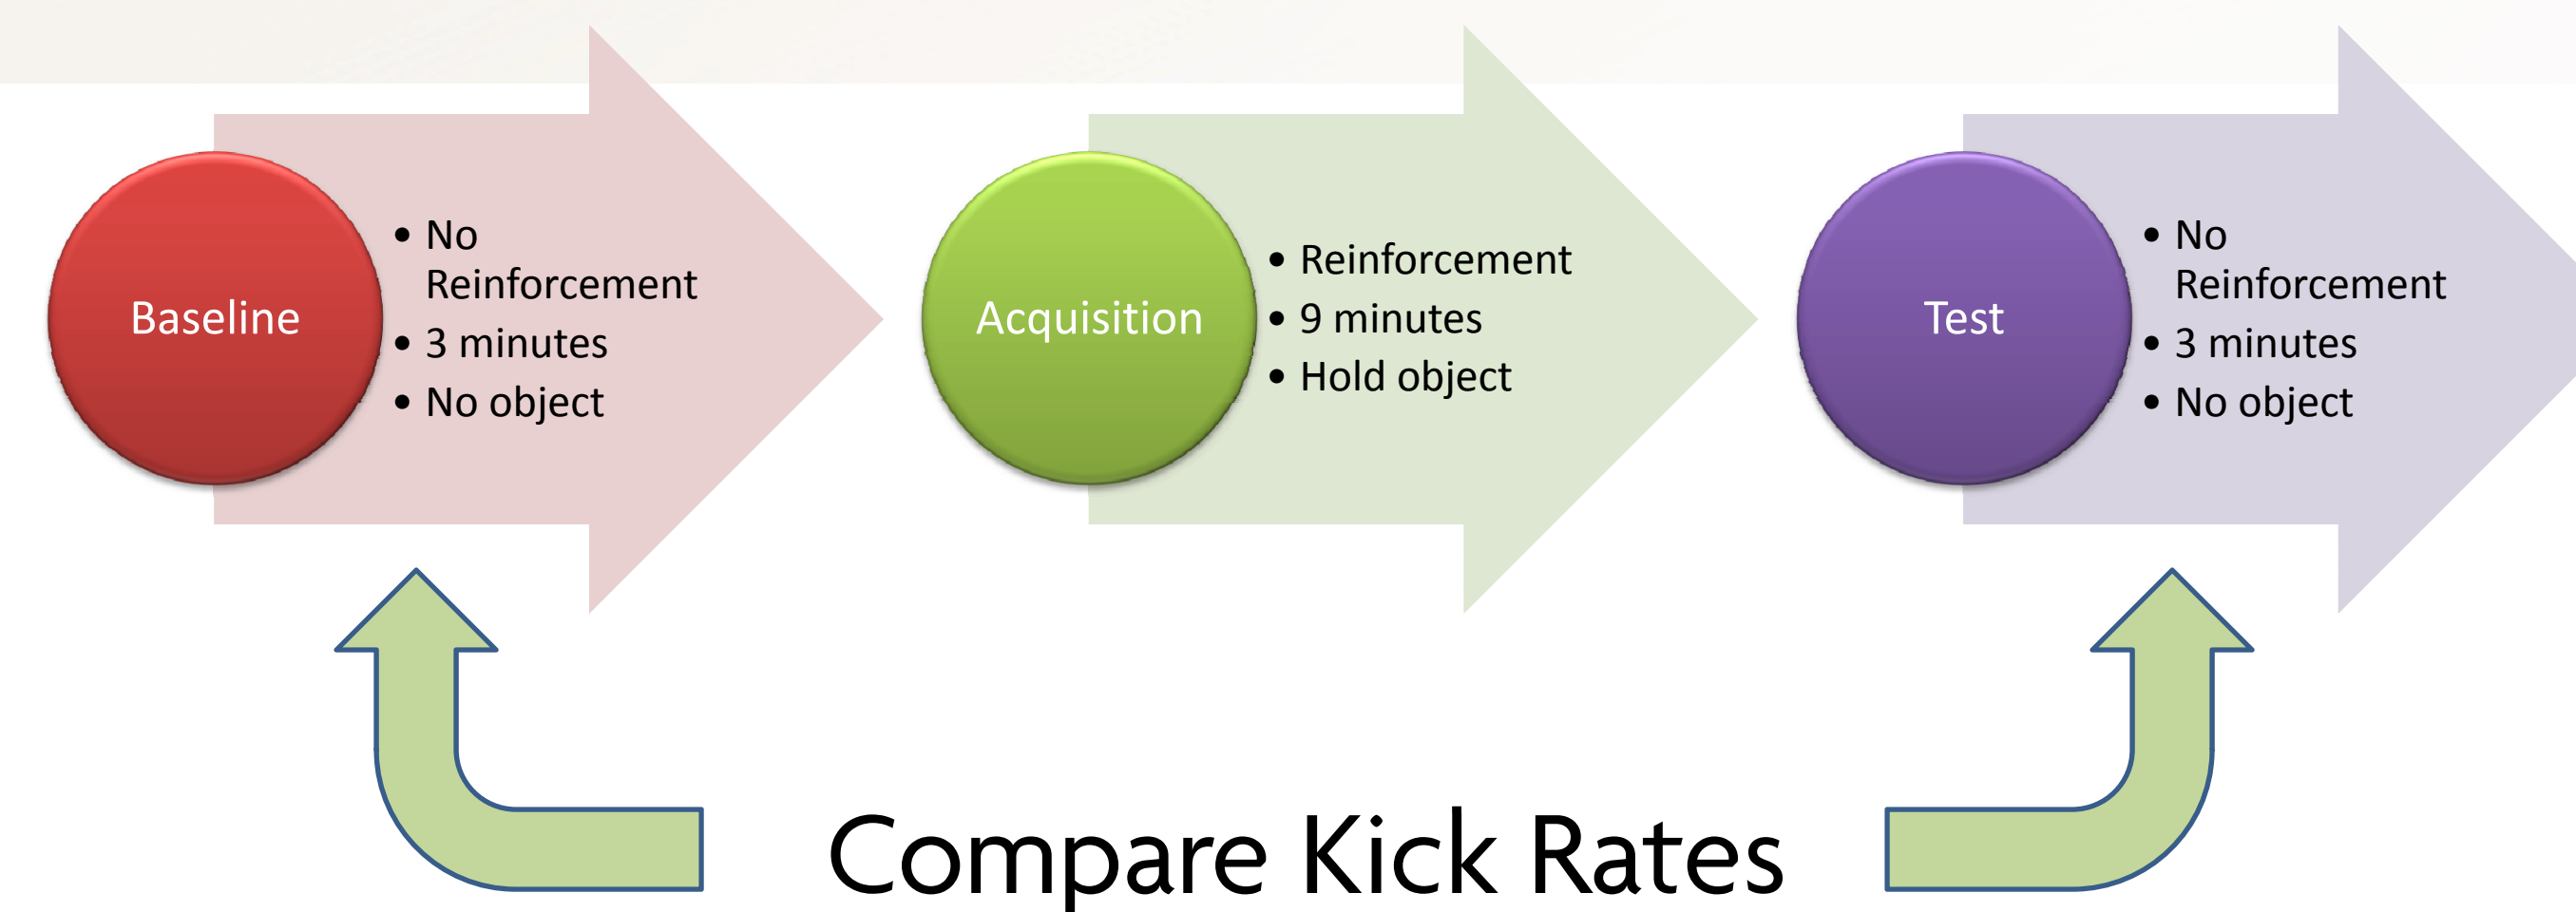 Baseline
• No
Reinforcement
• 3 minutes
• No object
Acquisition
• Reinforcement
• 9 minutes
• Hold object
Test
• No
Reinforcement
• 3 minutes
• No object
Compare Kick Rates